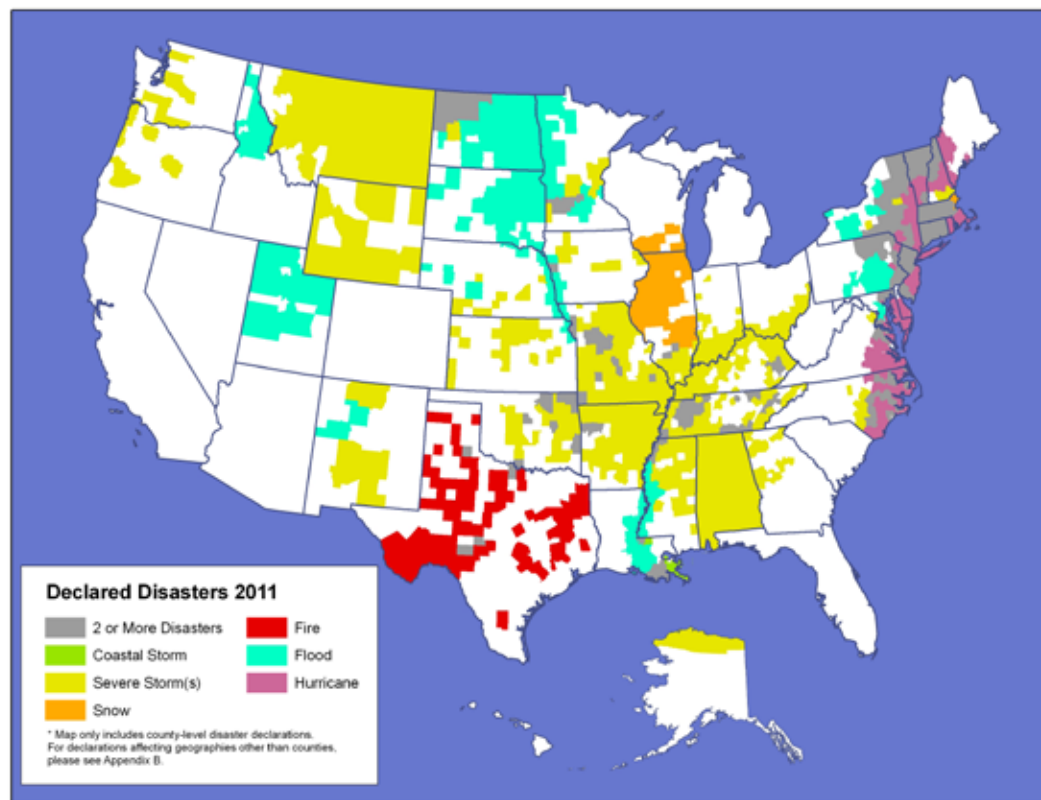 Declared Disasters 2011
2 or More Disasters
Fire
Coastal Storm
Flood
Severe Storm(s)
Hurricane
Snow
* Map only includes county-level disaster declarations.
For declarations affecting geographies other than counties,
please see Appendix B.